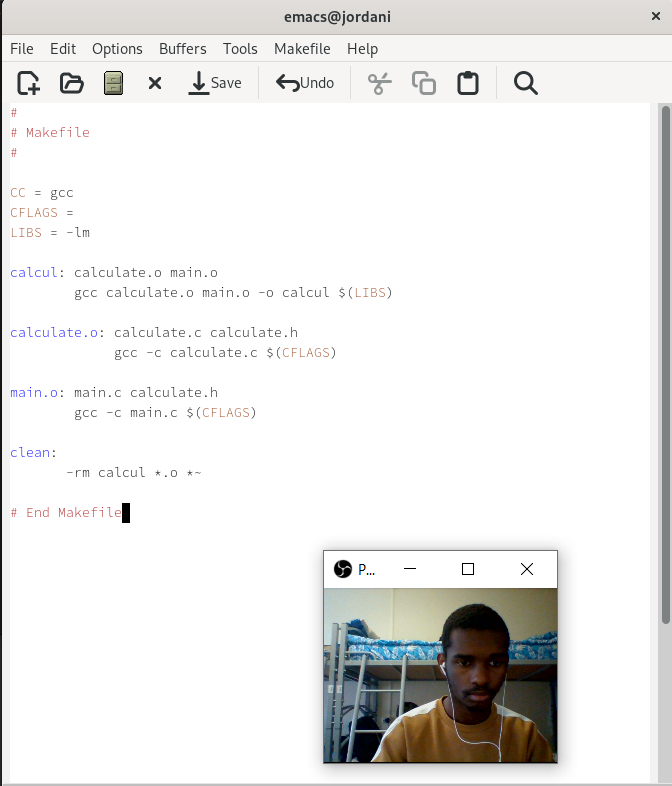 emacs@jordani
File Edit Options Buffers Tools Makefile Help
Save Undo
#
# Makefile
#
CC = gcc
CFLAGS =
LIBS = -lm
calcul: calculate.o main.o
gcc calculate.o main.o -o calcul $(LIBS)
calculate.o: calculate.c calculate.h
gcc -c calculate.c $(CFLAGS)
main.o: main.c calculate.h
gcc -c main.c $(CFLAGS)
clean:
-rm calcul *.o *~
# End Makefile
P...